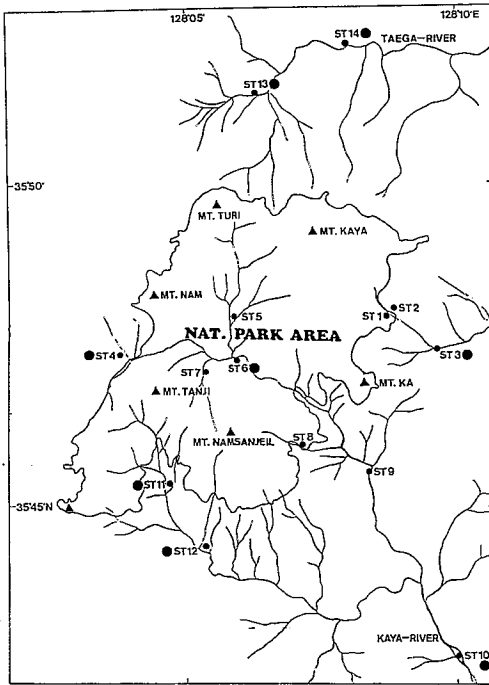 128°05'
128°10'E
ST14
TAEGA-RIVER
ST13
35°50'
MT. TURI
MT. KAYA
MT. NAM
ST2
ST1
ST5
NAT. PARK AREA
ST4
ST3
ST6
ST7
MT. KA
MT. TANJI
MT. NAMSANJEIL
ST8
ST9
ST11
35°45'N
ST12
KAYA-RIVER
ST10